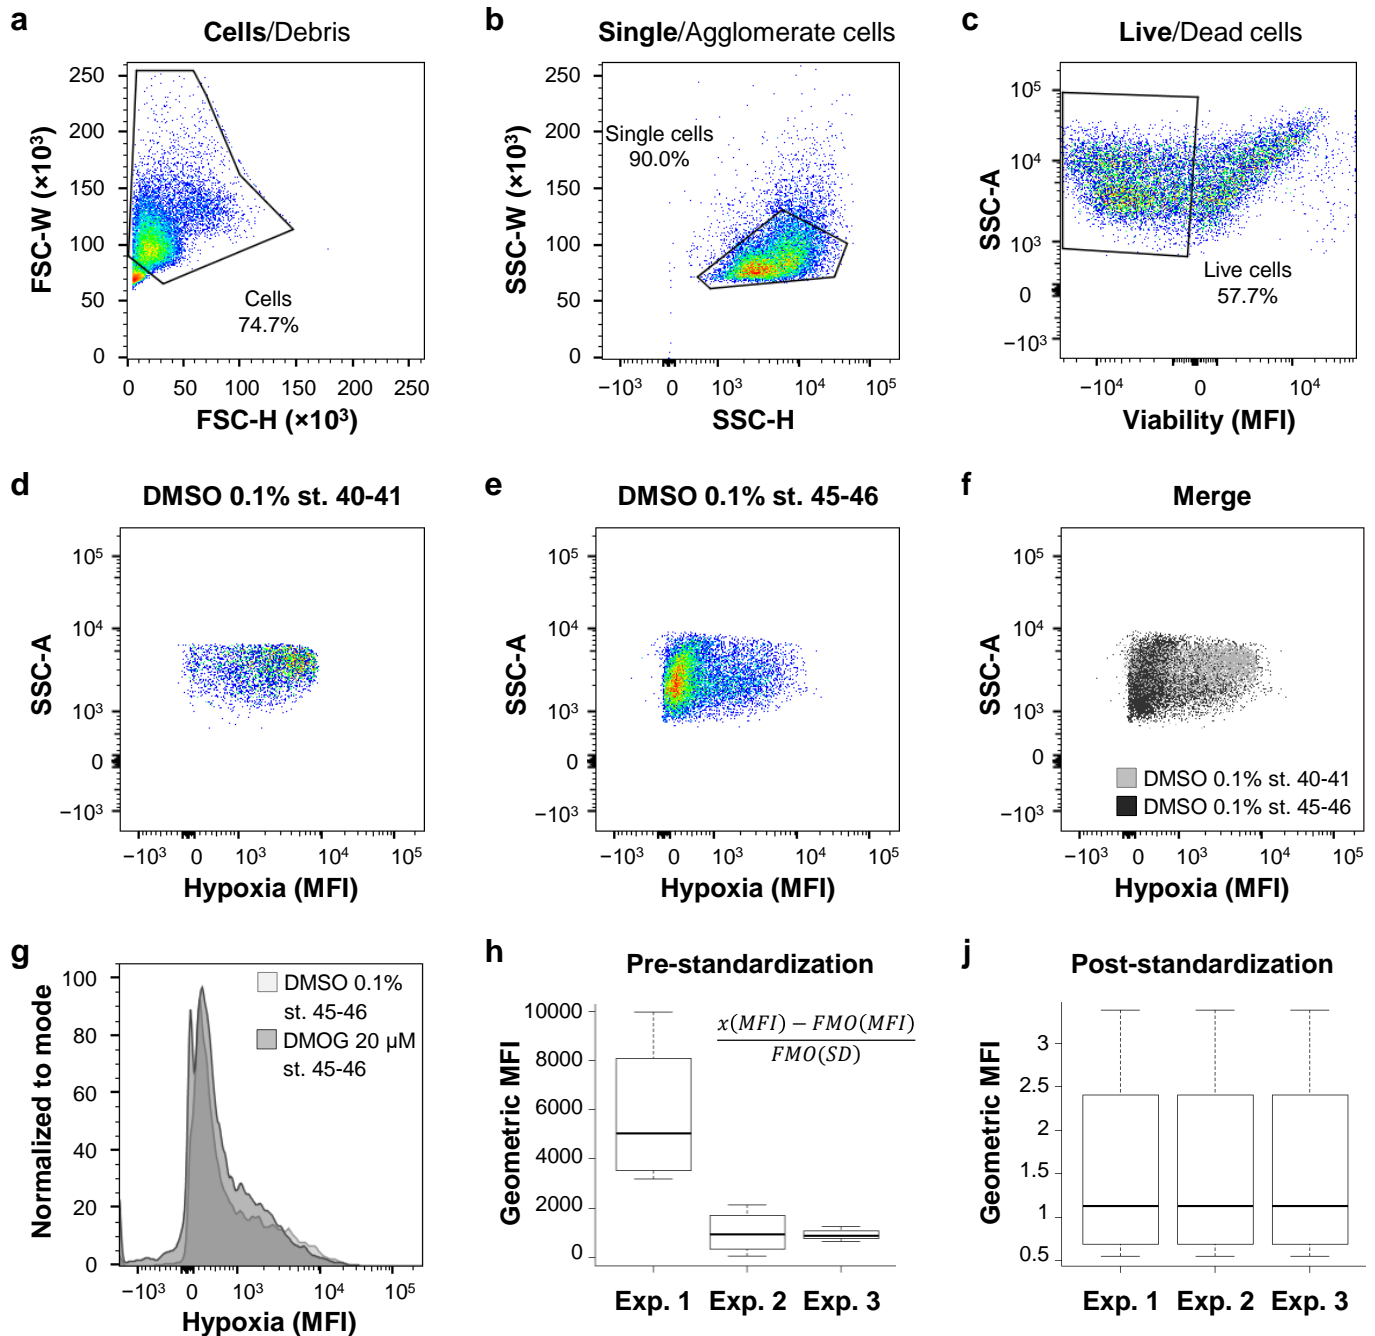 a
Cells/Debris
250
200
150
100
50
0
FSC-W (×10³)
Cells
74.7%
0 50 100 150 200 250
FSC-H (×10³)
b
Single/Agglomerate cells
250
200
150
100
50
0
SSC-W (×10³)
Single cells
90.0%
−10³ 0 10³ 10⁴ 10⁵
SSC-H
c
Live/Dead cells
10⁵
10⁴
10³
0
−10³
SSC-A
Live cells
57.7%
−10⁴ 0 10⁴
Viability (MFI)
d
DMSO 0.1% st. 40-41
10⁵
10⁴
10³
0
−10³
SSC-A
−10³ 0 10³ 10⁴ 10⁵
Hypoxia (MFI)
e
DMSO 0.1% st. 45-46
10⁵
10⁴
10³
0
−10³
SSC-A
−10³ 0 10³ 10⁴ 10⁵
Hypoxia (MFI)
f
Merge
10⁵
10⁴
10³
0
−10³
SSC-A
DMSO 0.1% st. 40-41
DMSO 0.1% st. 45-46
−10³ 0 10³ 10⁴ 10⁵
Hypoxia (MFI)
g
100
80
60
40
20
0
Normalized to mode
DMSO 0.1%
st. 45-46
DMOG 20 µM
st. 45-46
−10³ 0 10³ 10⁴ 10⁵
Hypoxia (MFI)
h
Pre-standardization
10000
8000
6000
4000
2000
0
Geometric MFI
x(MFI) − FMO(MFI)
FMO(SD)
Exp. 1 Exp. 2 Exp. 3
j
Post-standardization
3
2.5
2
1.5
1
0.5
Geometric MFI
Exp. 1 Exp. 2 Exp. 3